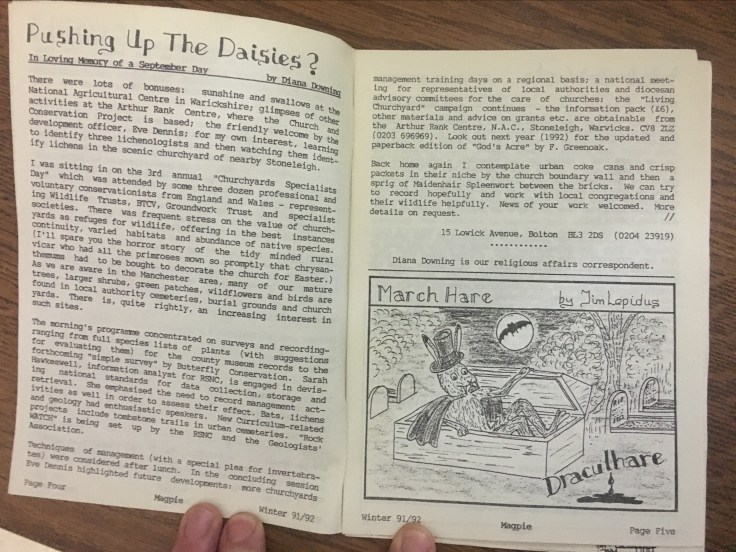 Pushing Up The Daisies?
In Loving Memory of a September Day
by Diana Downing
There were lots of bonuses: sunshine and swallows at the
National Agricultural Centre in Warickshire; glimpses of other
activities at the Arthur Rank Centre, where the Church and
Conservation Project is based; the friendly welcome by the
development officer, Eve Dennis; for my own interest, learning
to identify three lichenologists and then watching them ident-
ify lichens in the scenic churchyard of nearby Stoneleigh.
I was sitting in on the 3rd annual "Churchyards Specialists
Day" which was attended by some three dozen professional and
voluntary conservationists from England and Wales - represent-
ing Wildlife Trusts, BTCV, Groundwork Trust and specialist
societies. There was frequent stress on the value of church-
yards as refuges for wildlife, offering in the best instances
continuity, varied habitats and abundance of native species.
(I'll spare you the horror story of the tidy minded rural
vicar who had all the primroses mown so promptly that chrysan-
themums had to be bought to decorate the church for Easter.)
As we are aware in the Manchester area, many of our mature
trees, larger shrubs, green patches, wildflowers and birds are
found in local authority cemeteries, burial grounds and church
yards. There is, quite rightly, an increasing interest in
such sites.
The morning's programme concentrated on surveys and recording-
ranging from full species lists of plants (with suggestions
for evaluating them) for the county museum records to the
forthcoming "simple survey" by Butterfly Conservation. Sarah
Hawkeswell, information analyst for RSNC, is engaged in devis-
ing national standards for data collection, storage and
retrieval. She emphasised the need to record management act-
ivities as well in order to assess their effect. Bats, lichens
and geology had enthusiastic speakers. New Curriculum-related
projects include tombstone trails in urban cemeteries. "Rock
WATCH" is being set up by the RSNC and the Geologists'
Association.
Techniques of management (with a special plea for invertebra-
tes) were considered after lunch. In the concluding session
Eve Dennis highlighted future developments: more churchyards
Page Four
Magpie
Winter 91/92
management training days on a regional basis; a national meet-
ing for representatives of local authorities and diocesan
advisory committees for the care of churches; the "Living
Churchyard" campaign continues - the information pack (£6),
other materials and advice on grants etc. are obtainable from
the Arthur Rank Centre, N.A.C., Stoneleigh, Warwicks. CV8 2LZ
(0203 696969). Look out next year (1992) for the updated and
paperback edition of "God's Acre" by F. Greenoak.
Back home again I contemplate urban coke cans and crisp
packets in their niche by the church boundary wall and then a
sprig of Maidenhair Spleenwort between the bricks. We can try
to record hopefully and work with local congregations and
their wildlife helpfully. News of your work welcomed. More
details on request. //
15 Lowick Avenue, Bolton BL3 2DS (0204 23919)
Diana Downing is our religious affairs correspondent.
March Hare by Jim Lapidus
Draculhare
Winter 91/92
Magpie
Page Five